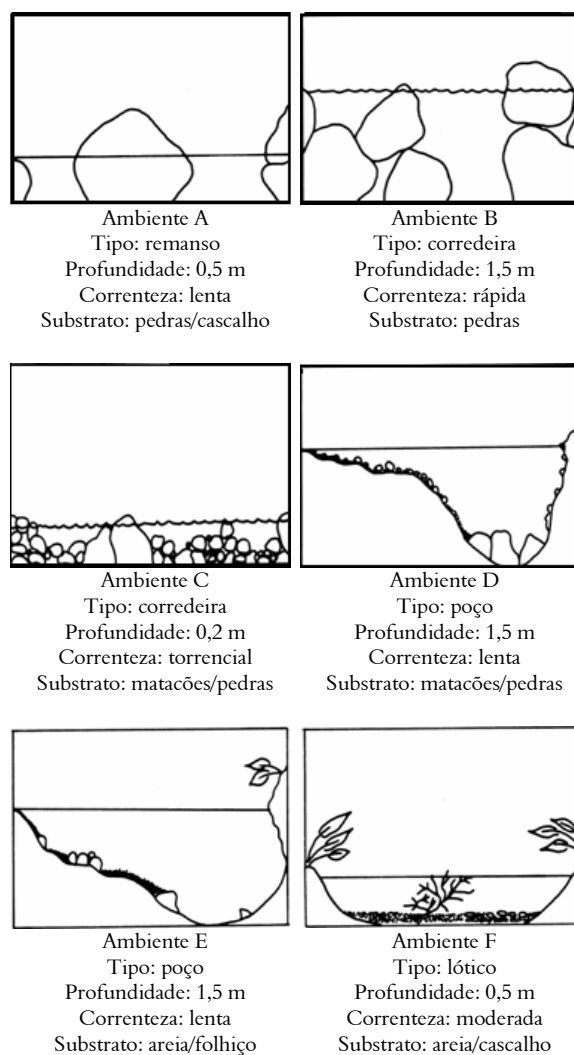 Ambiente A
Tipo: remanso
Profundidade: 0,5 m
Correnteza: lenta
Substrato: pedras/cascalho
Ambiente B
Tipo: corredeira
Profundidade: 1,5 m
Correnteza: rápida
Substrato: pedras
Ambiente C
Tipo: corredeira
Profundidade: 0,2 m
Correnteza: torrencial
Substrato: matacões/pedras
Ambiente D
Tipo: poço
Profundidade: 1,5 m
Correnteza: lenta
Substrato: matacões/pedras
Ambiente E
Tipo: poço
Profundidade: 1,5 m
Correnteza: lenta
Substrato: areia/folhiço
Ambiente F
Tipo: lótico
Profundidade: 0,5 m
Correnteza: moderada
Substrato: areia/cascalho